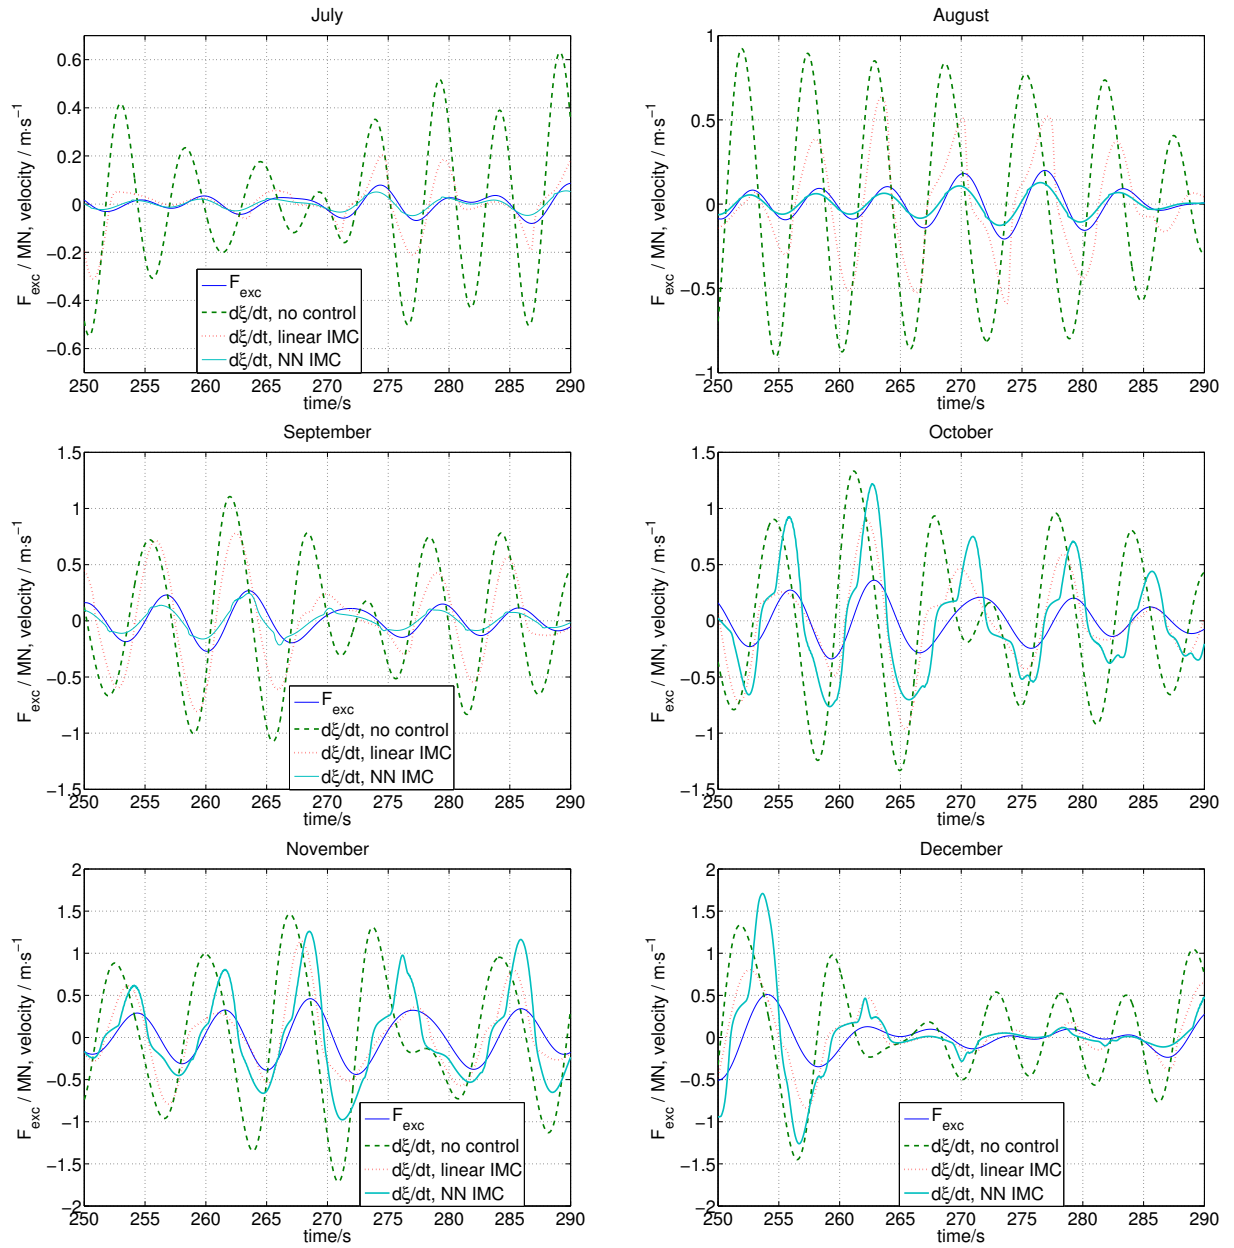 July
F_exc / MN, velocity / m·s^−1
0.6
0.4
0.2
0
−0.2
−0.4
−0.6
F_exc
dξ/dt, no control
dξ/dt, linear IMC
dξ/dt, NN IMC
250 255 260 265 270 275 280 285 290
time/s
August
F_exc / MN, velocity / m·s^−1
1
0.5
0
−0.5
−1
250 255 260 265 270 275 280 285 290
time/s
September
F_exc / MN, velocity / m·s^−1
1.5
1
0.5
0
−0.5
−1
−1.5
F_exc
dξ/dt, no control
dξ/dt, linear IMC
dξ/dt, NN IMC
250 255 260 265 270 275 280 285 290
time/s
October
F_exc / MN, velocity / m·s^−1
1.5
1
0.5
0
−0.5
−1
−1.5
250 255 260 265 270 275 280 285 290
time/s
November
F_exc / MN, velocity / m·s^−1
2
1.5
1
0.5
0
−0.5
−1
−1.5
−2
F_exc
dξ/dt, no control
dξ/dt, linear IMC
dξ/dt, NN IMC
250 255 260 265 270 275 280 285 290
time/s
December
F_exc / MN, velocity / m·s^−1
2
1.5
1
0.5
0
−0.5
−1
−1.5
−2
F_exc
dξ/dt, no control
dξ/dt, linear IMC
dξ/dt, NN IMC
250 255 260 265 270 275 280 285 290
time/s